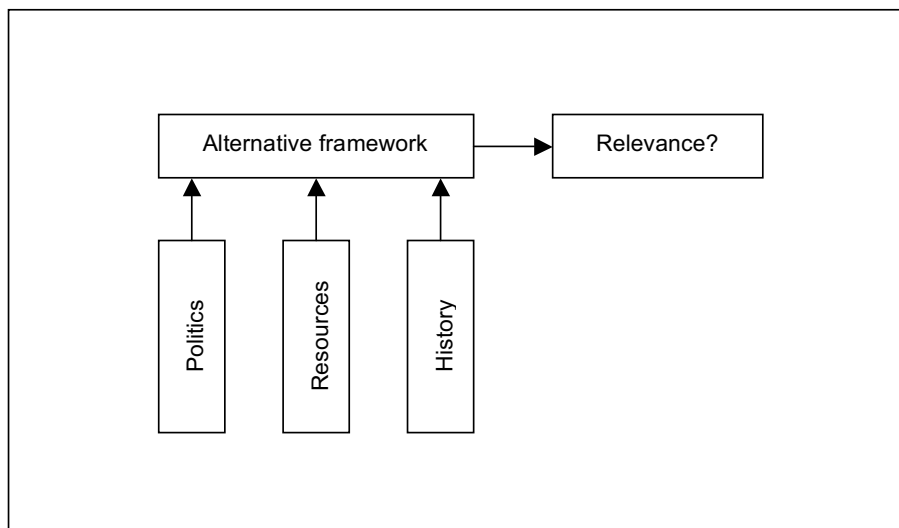 Alternative framework
Relevance?
Politics
Resources
History